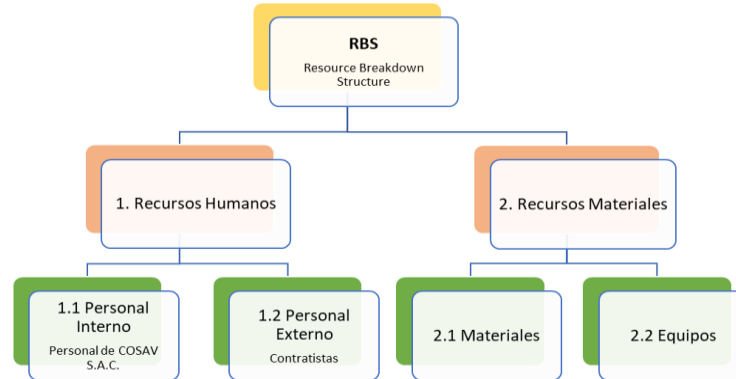 RBS
Resource Breakdown
Structure
1. Recursos Humanos
2. Recursos Materiales
1.1 Personal
Interno
Personal de COSAV
S.A.C.
1.2 Personal
Externo
Contratistas
2.1 Materiales
2.2 Equipos